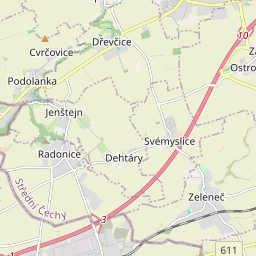 Dřevčice
10
Cvrčovice
Ostro
Podolanka
Jenštejn
Svémyslice
Radonice
Dehtáry
Střední Čechy
Zeleneč
3
611